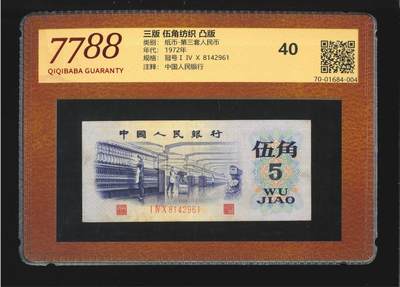 7788
QIQIBABA GUARANTY
三版 伍角纺织 凸版
类别: 纸币-第三套人民币
年代: 1972年
规格: 冠号 I IV X 8142961
注释: 中国人民银行
40
70-01684-004
中國人民銀行
伍角
5
WU
JIAO
I IV X 8142961